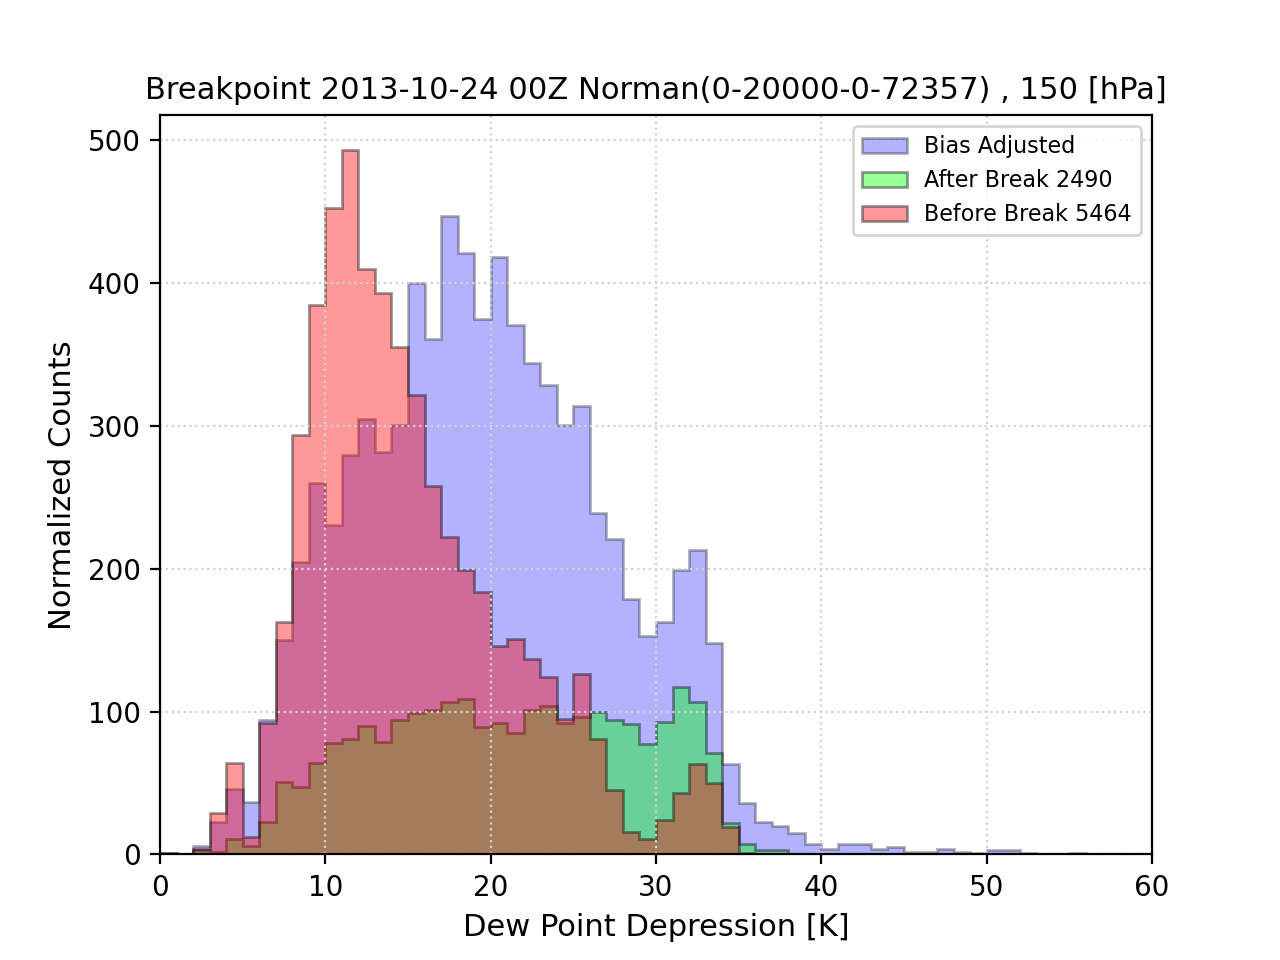 Breakpoint 2013-10-24 00Z Norman(0-20000-0-72357) , 150 [hPa]
Bias Adjusted
After Break 2490
Before Break 5464
Normalized Counts
500
400
300
200
100
0
0 10 20 30 40 50 60
Dew Point Depression [K]